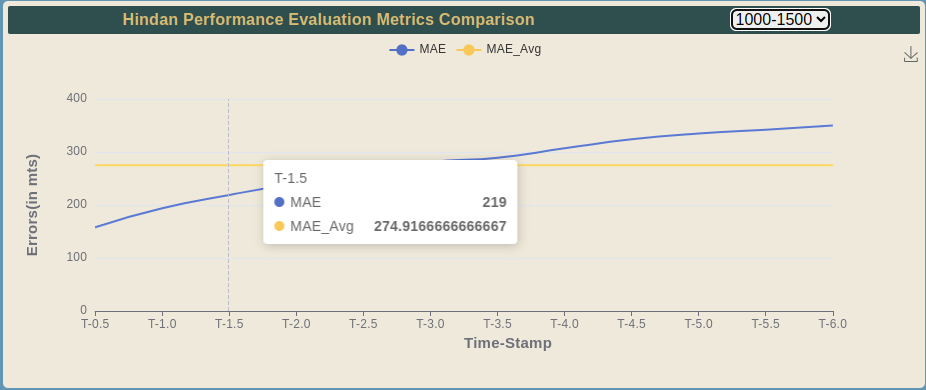 Hindan Performance Evaluation Metrics Comparison 1000-1500
MAE MAE_Avg
400
300
200
100
0
Errors(in mts)
T-1.5
MAE 219
MAE_Avg 274.9166666666667
T-0.5 T-1.0 T-1.5 T-2.0 T-2.5 T-3.0 T-3.5 T-4.0 T-4.5 T-5.0 T-5.5 T-6.0
Time-Stamp